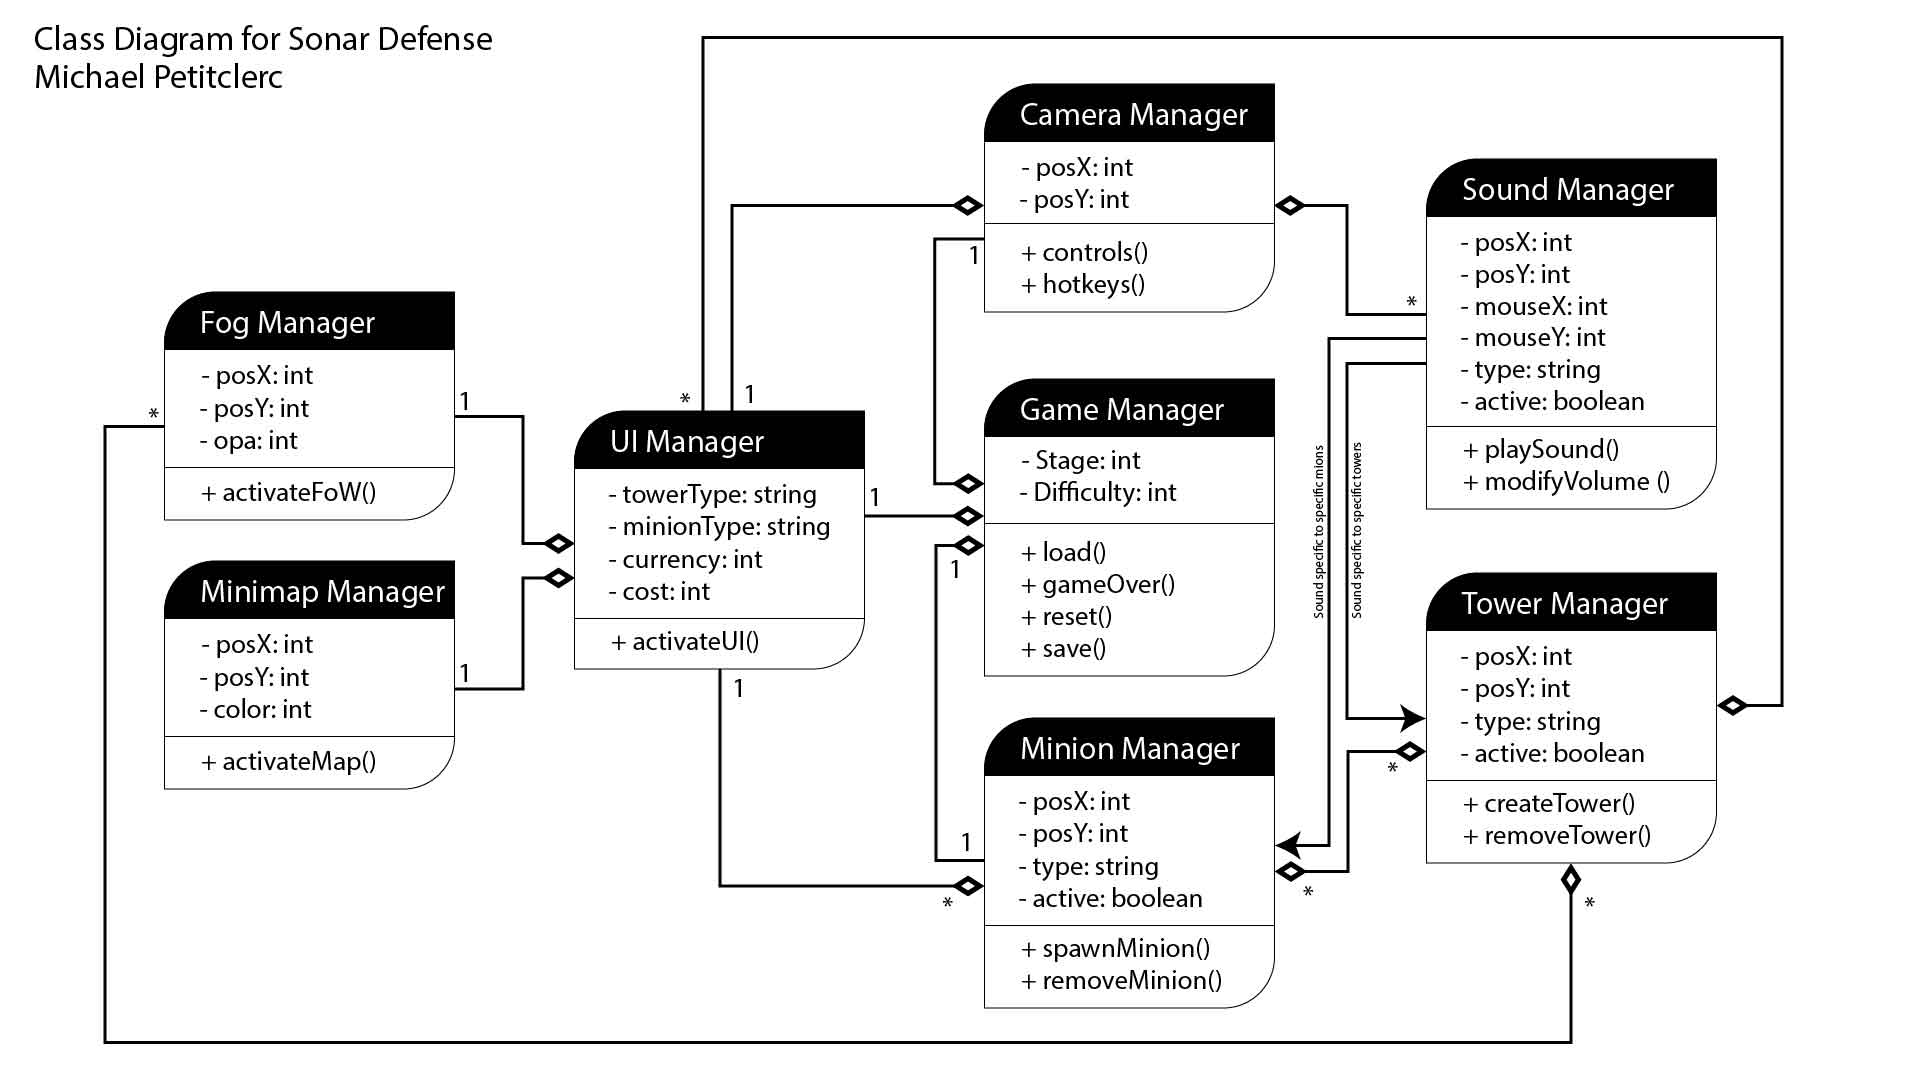 Class Diagram for Sonar Defense
Michael Petitclerc
Camera Manager
- posX: int
- posY: int
+ controls()
+ hotkeys()
1
Sound Manager
- posX: int
- posY: int
- mouseX: int
- mouseY: int
- type: string
- active: boolean
+ playSound()
+ modifyVolume ()
*
Fog Manager
- posX: int
- posY: int
- opa: int
+ activateFoW()
*
1
UI Manager
- towerType: string
- minionType: string
- currency: int
- cost: int
+ activateUI()
*
1
1
1
Game Manager
- Stage: int
- Difficulty: int
+ load()
+ gameOver()
+ reset()
+ save()
1
Sound specific to specific mions
Sound specific to specific towers
Minimap Manager
- posX: int
- posY: int
- color: int
+ activateMap()
1
Minion Manager
- posX: int
- posY: int
- type: string
- active: boolean
+ spawnMinion()
+ removeMinion()
1
*
*
Tower Manager
- posX: int
- posY: int
- type: string
- active: boolean
+ createTower()
+ removeTower()
*
*